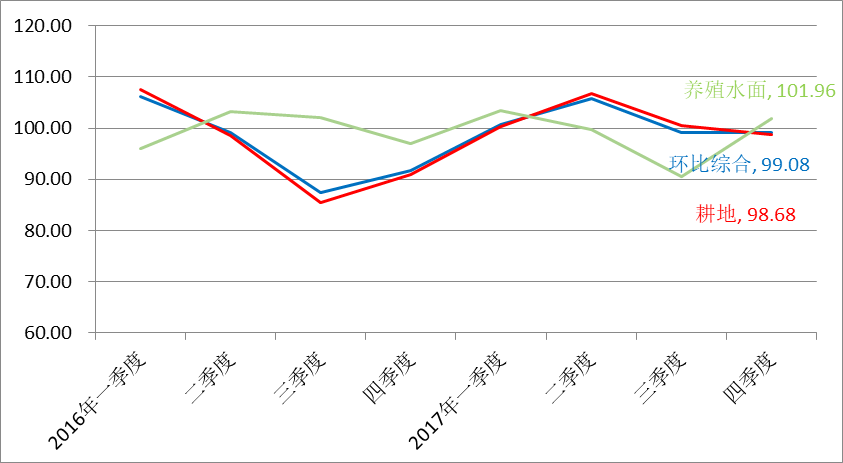 120.00
110.00
100.00
90.00
80.00
70.00
60.00
养殖水面, 101.96
环比综合, 99.08
耕地, 98.68
2016年一季度
二季度
三季度
四季度
2017年一季度
二季度
三季度
四季度